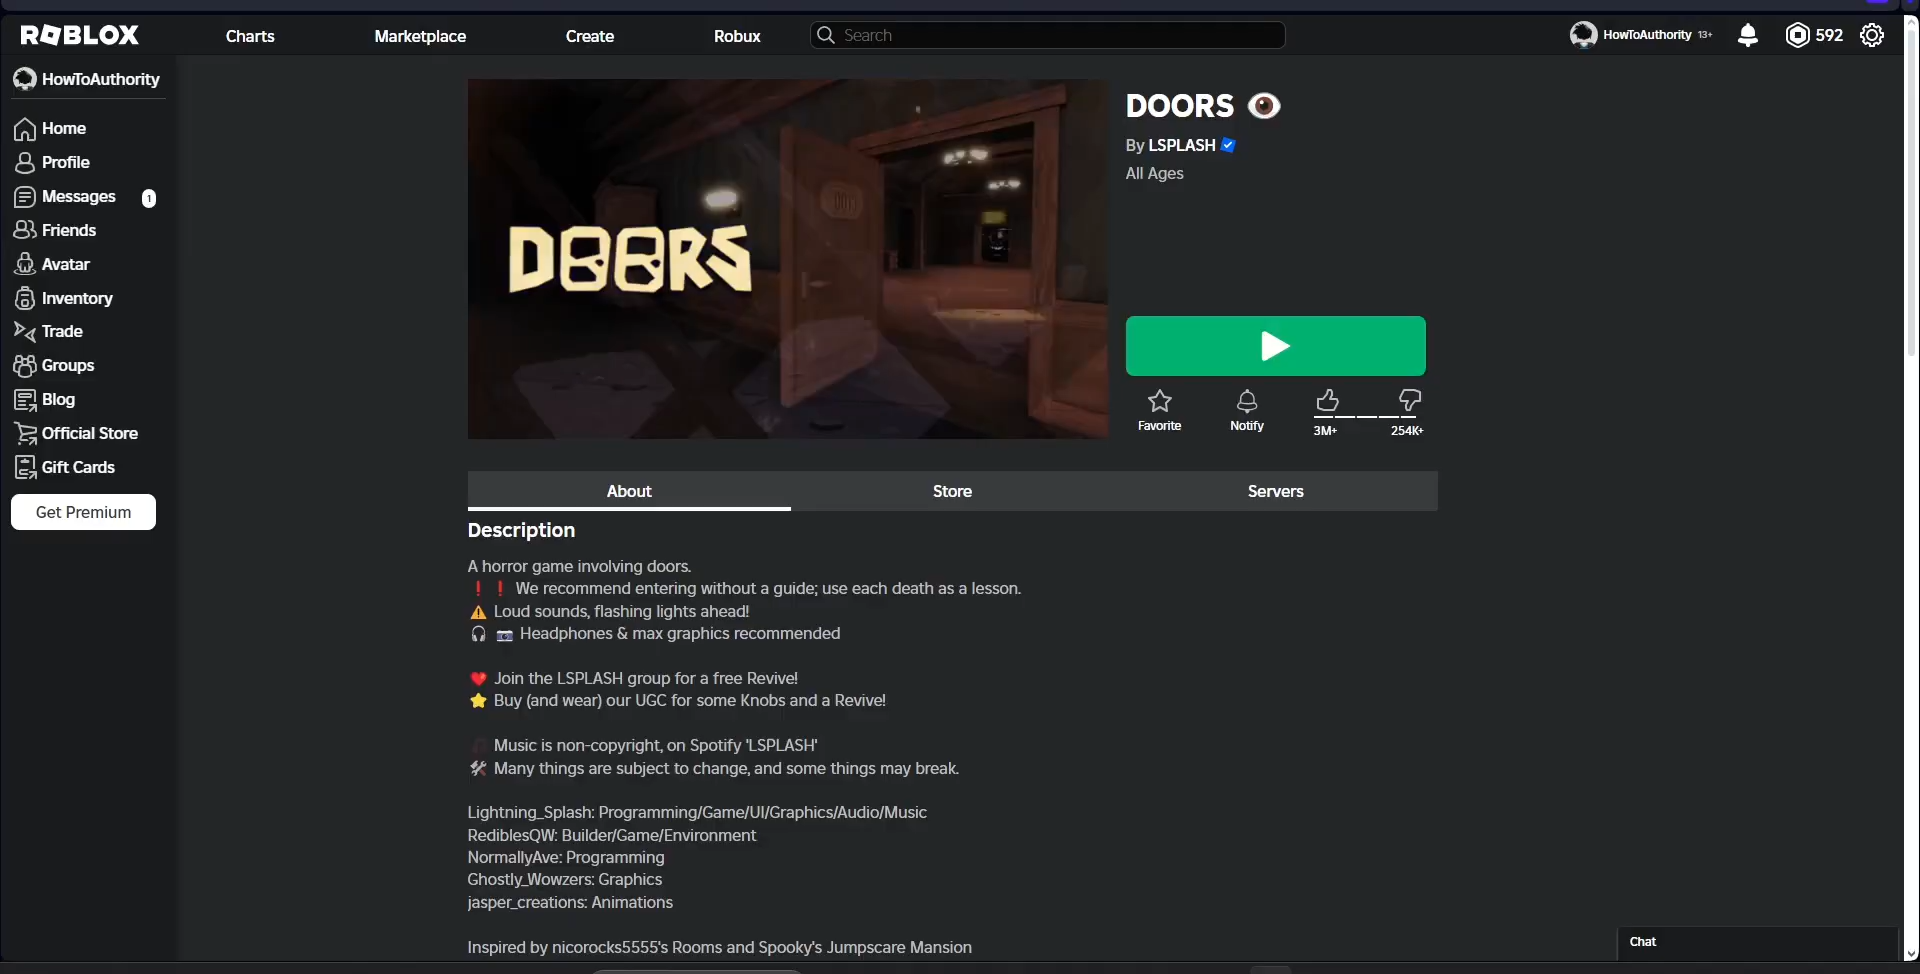 ROBLOX
Charts
Marketplace
Create
Robux
Search
HowToAuthority 13+
592
HowToAuthority
Home
Profile
Messages 1
Friends
Avatar
Inventory
Trade
Groups
Blog
Official Store
Gift Cards
Get Premium
DOORS
DOORS 👁️
By LSPLASH
All Ages
Favorite
Notify
3M+
254K+
About
Store
Servers
Description
A horror game involving doors.
❗❗ We recommend entering without a guide; use each death as a lesson.
⚠️ Loud sounds, flashing lights ahead!
🎧 📷 Headphones & max graphics recommended
❤️ Join the LSPLASH group for a free Revive!
⭐ Buy (and wear) our UGC for some Knobs and a Revive!
🎵 Music is non-copyright, on Spotify 'LSPLASH'
🛠️ Many things are subject to change, and some things may break.
Lightning_Splash: Programming/Game/UI/Graphics/Audio/Music
RediblesQW: Builder/Game/Environment
NormallyAve: Programming
Ghostly_Wowzers: Graphics
jasper_creations: Animations
Inspired by nicorocks5555's Rooms and Spooky's Jumpscare Mansion
Chat